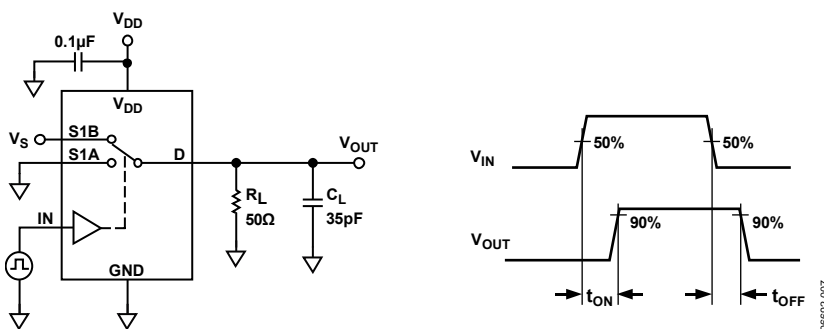 VDD
0.1µF
VDD
VS
S1B
S1A
D
VOUT
IN
RL
50Ω
CL
35pF
GND
VIN
50%
50%
VOUT
90%
90%
tON
tOFF